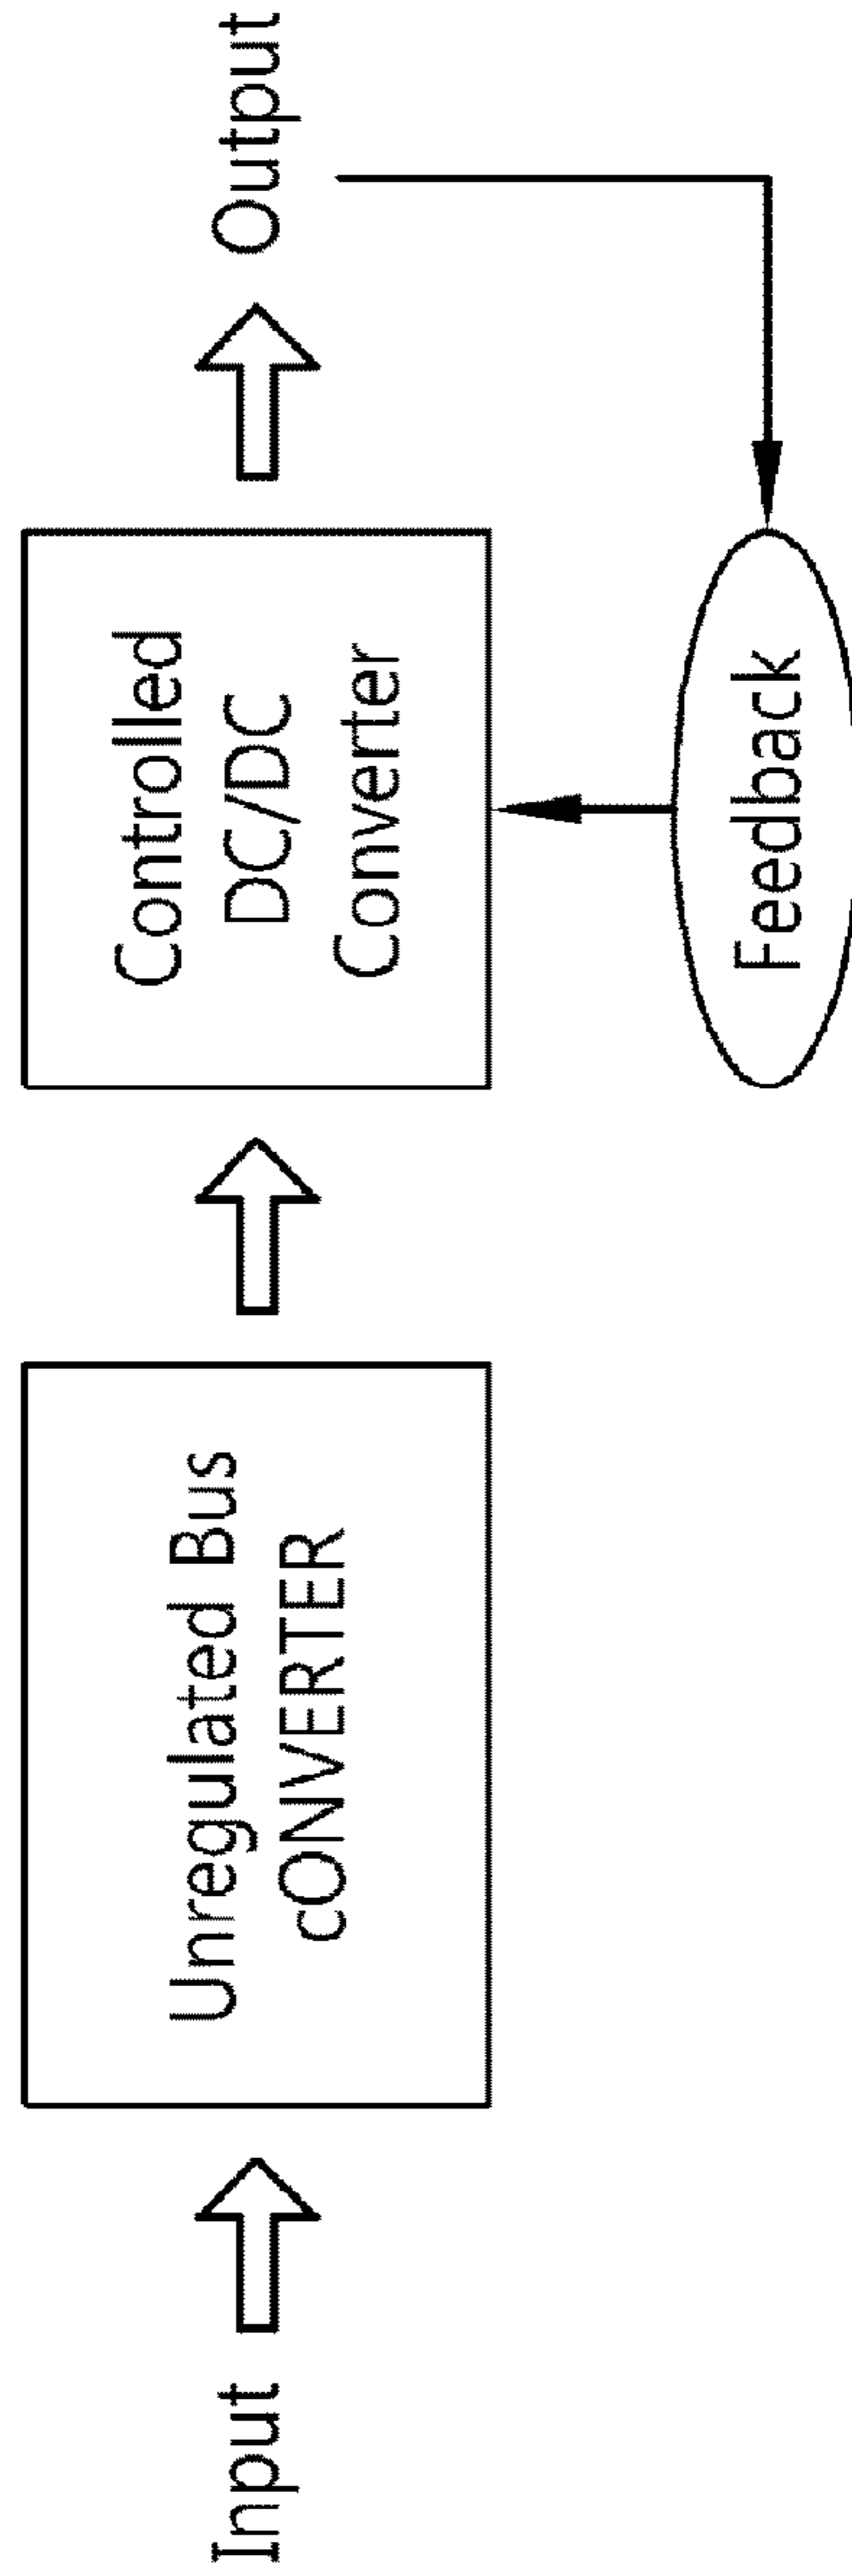 Input
Unregulated Bus
cONVERTER
Controlled
DC/DC
Converter
Output
Feedback